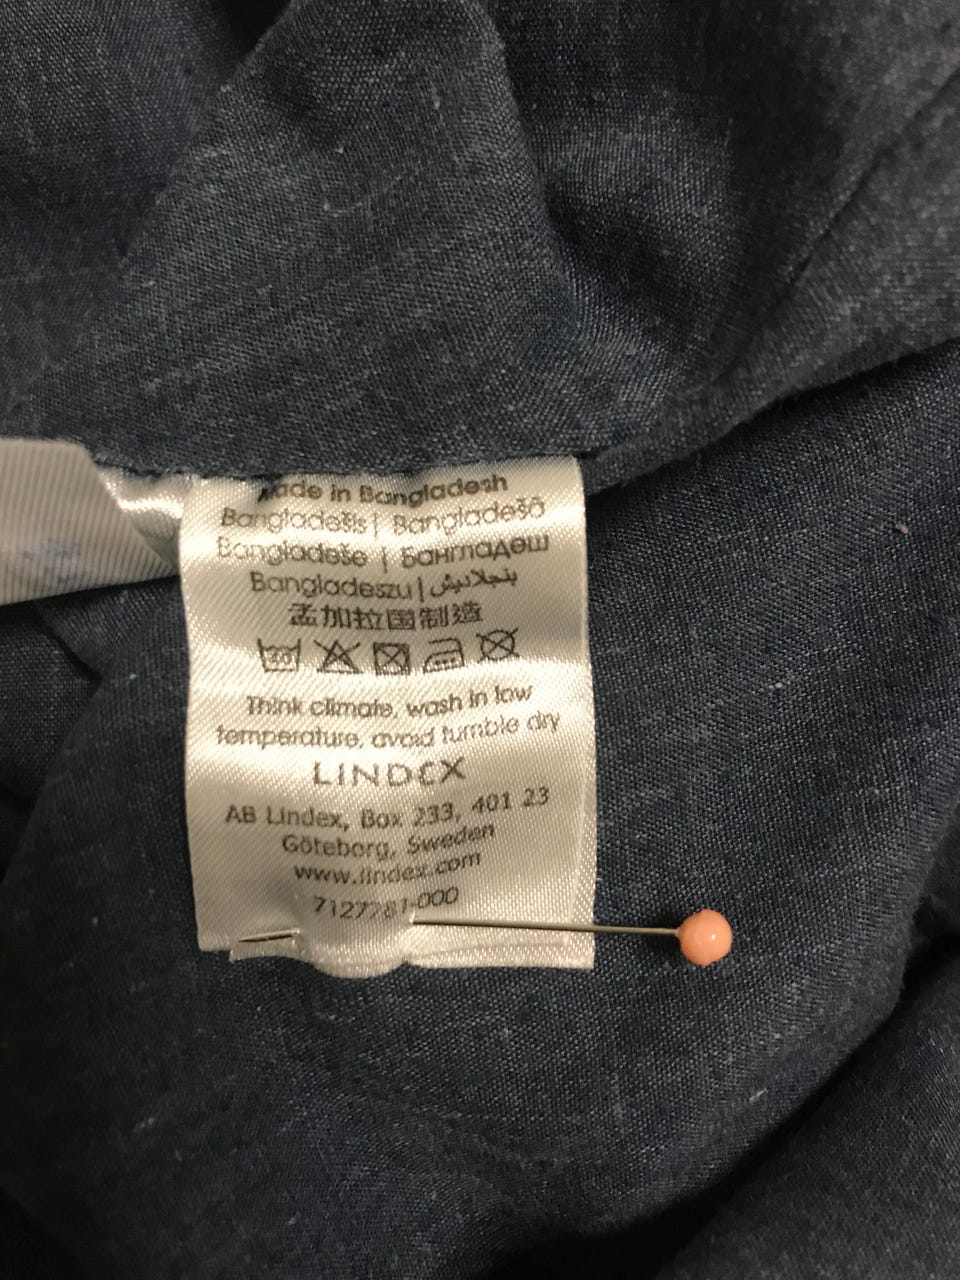 Made in Bangladesh
Bangladešis | Bangladešā
Bangladeše | Бангладеш
Bangladeszu | بنجلاديش
孟加拉国制造
Think climate, wash in low
temperature, avoid tumble dry
LINDEX
AB Lindex, Box 233, 401 23
Göteborg, Sweden
www.lindex.com
7127781-000